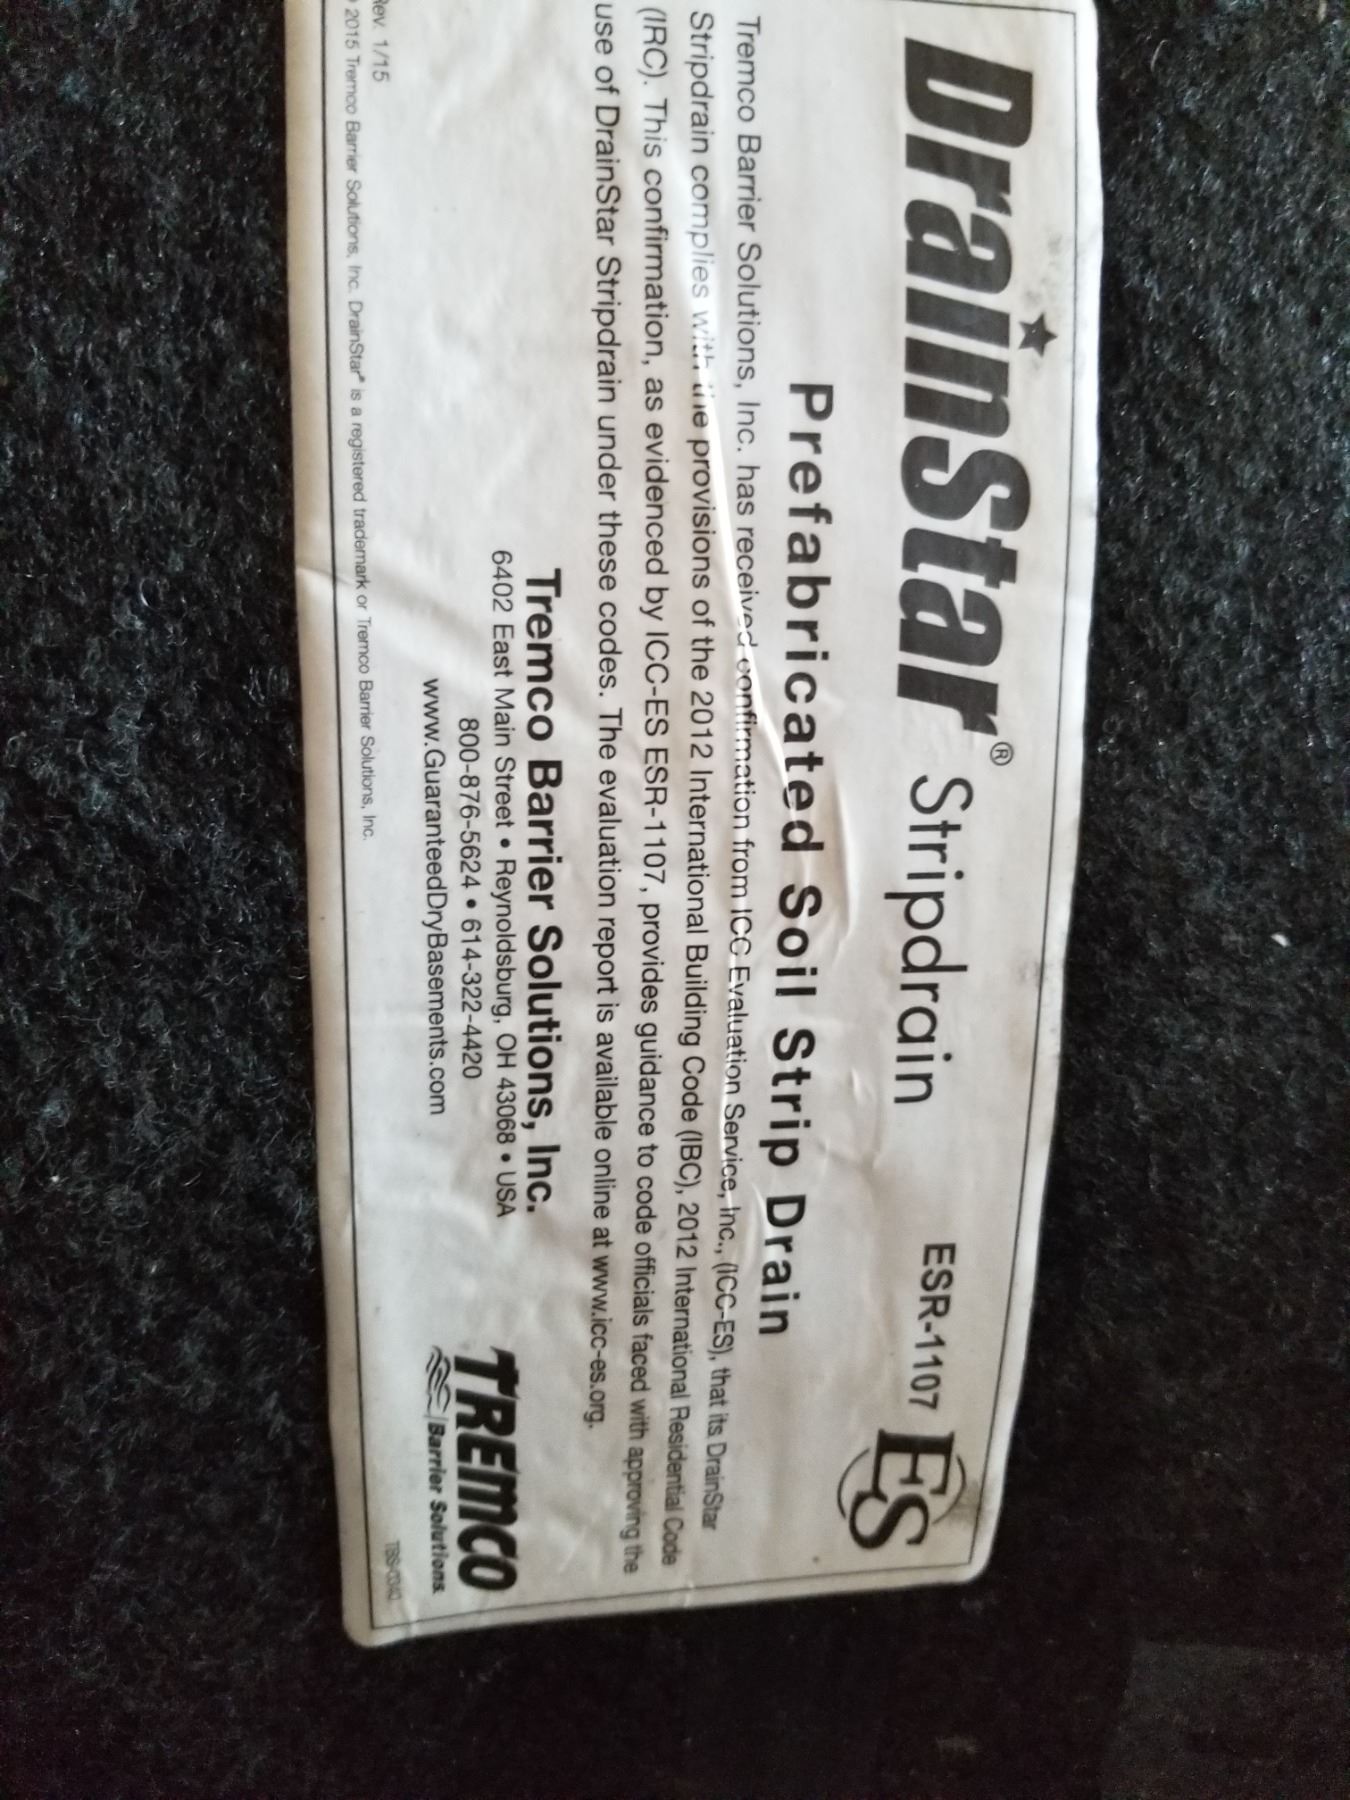 DrainStar® Stripdrain ESR-1107 ES
Prefabricated Soil Strip Drain
Tremco Barrier Solutions, Inc. has received confirmation from ICC Evaluation Service, Inc., (ICC-ES), that its DrainStar
Stripdrain complies with the provisions of the 2012 International Building Code (IBC), 2012 International Residential Code
(IRC). This confirmation, as evidenced by ICC-ES ESR-1107, provides guidance to code officials faced with approving the
use of DrainStar Stripdrain under these codes. The evaluation report is available online at www.icc-es.org.
Tremco Barrier Solutions, Inc.
6402 East Main Street • Reynoldsburg, OH 43068 • USA
800-876-5624 • 614-322-4420
www.GuaranteedDryBasements.com
TREMCO
Barrier Solutions.
Rev. 1/15
2015 Tremco Barrier Solutions, Inc. DrainStar® is a registered trademark or Tremco Barrier Solutions, Inc.